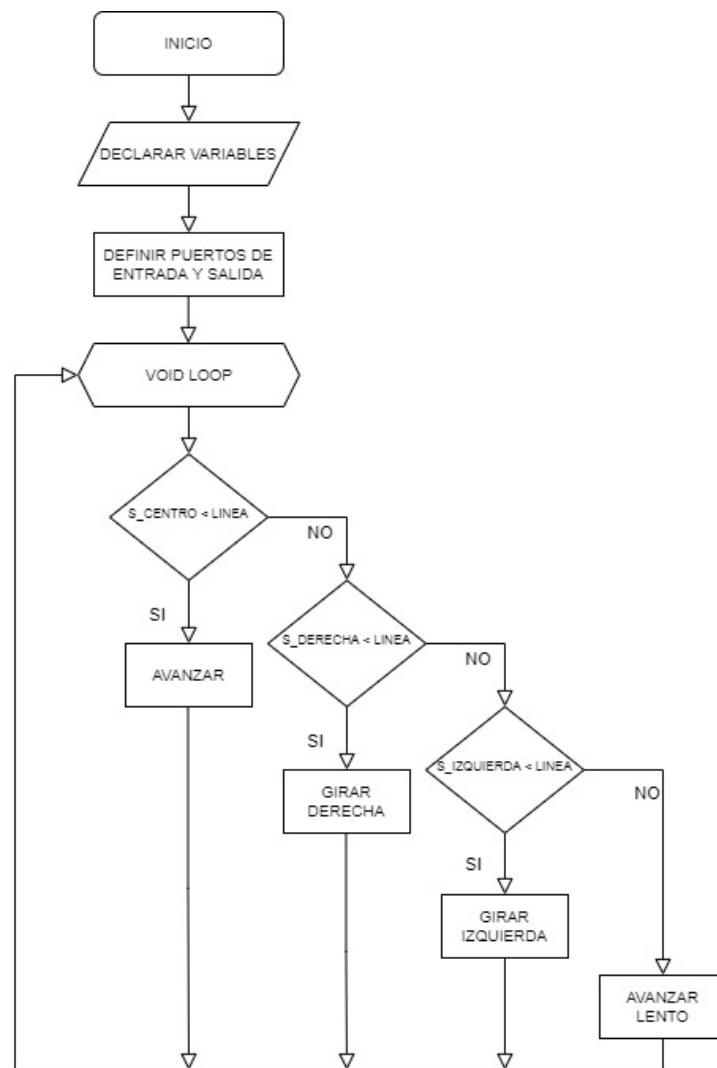 INICIO
DECLARAR VARIABLES
DEFINIR PUERTOS DE
ENTRADA Y SALIDA
VOID LOOP
S_CENTRO < LINEA
NO
SI
AVANZAR
S_DERECHA < LINEA
NO
SI
GIRAR
DERECHA
S_IZQUIERDA < LINEA
NO
SI
GIRAR
IZQUIERDA
AVANZAR
LENTO